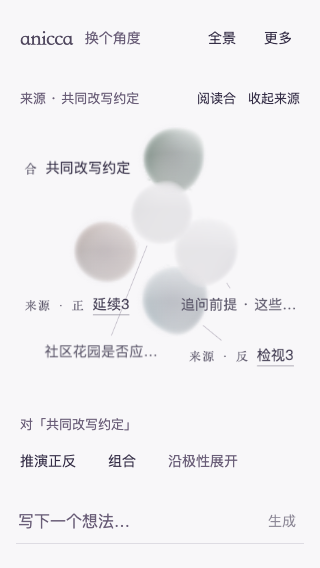 anicca 换个角度 全景 更多
来源 · 共同改写约定 阅读合 收起来源
合 共同改写约定
来源 · 正 延续3
追问前提 · 这些…
社区花园是否应…
来源 · 反 检视3
对「共同改写约定」
推演正反 组合 沿极性展开
写下一个想法… 生成